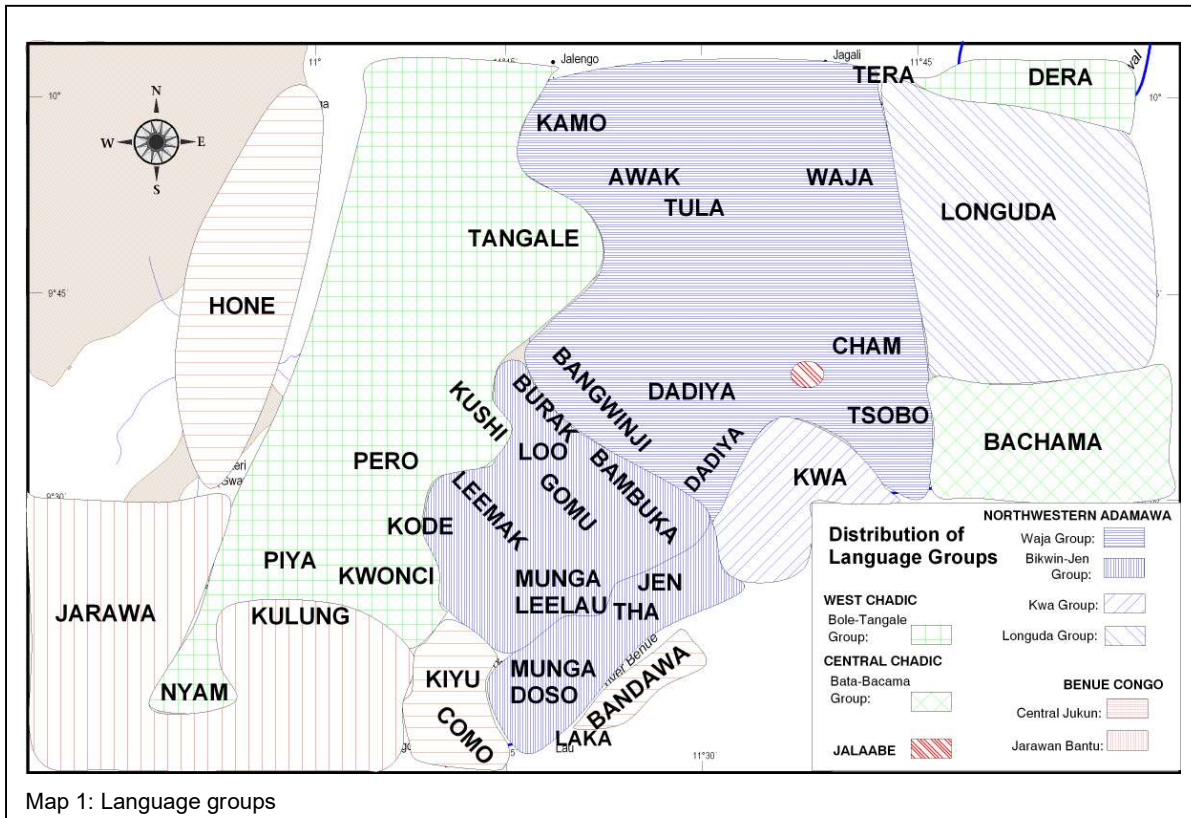 Jalengo
Jagali
11°
11°45
11°45
10°
10°
N
W
E
S
TERA
DERA
KAMO
AWAK
WAJA
TULA
LONGUDA
TANGALE
9°45
HONE
CHAM
BANGWINJI
BURAK
DADIYA
KUSHI
TSOBO
LOO
BACHAMA
PERO
BAMBUKA
DADIYA
KWA
LEEMAK
GOMU
9°30
KODE
PIYA
KWONCI
MUNGA
LEELAU
JEN
THA
JARAWA
KULUNG
River Benue
BANDAWA
KIYU
MUNGA
DOSO
NYAM
COMO
LAKA
Lau
11°30
Distribution of
Language Groups
WEST CHADIC
Bole-Tangale
Group:
CENTRAL CHADIC
Bata-Bacama
Group:
JALAABE
NORTHWESTERN ADAMAWA
Waja Group:
Bikwin-Jen
Group:
Kwa Group:
Longuda Group:
BENUE CONGO
Central Jukun:
Jarawan Bantu:
Map 1: Language groups